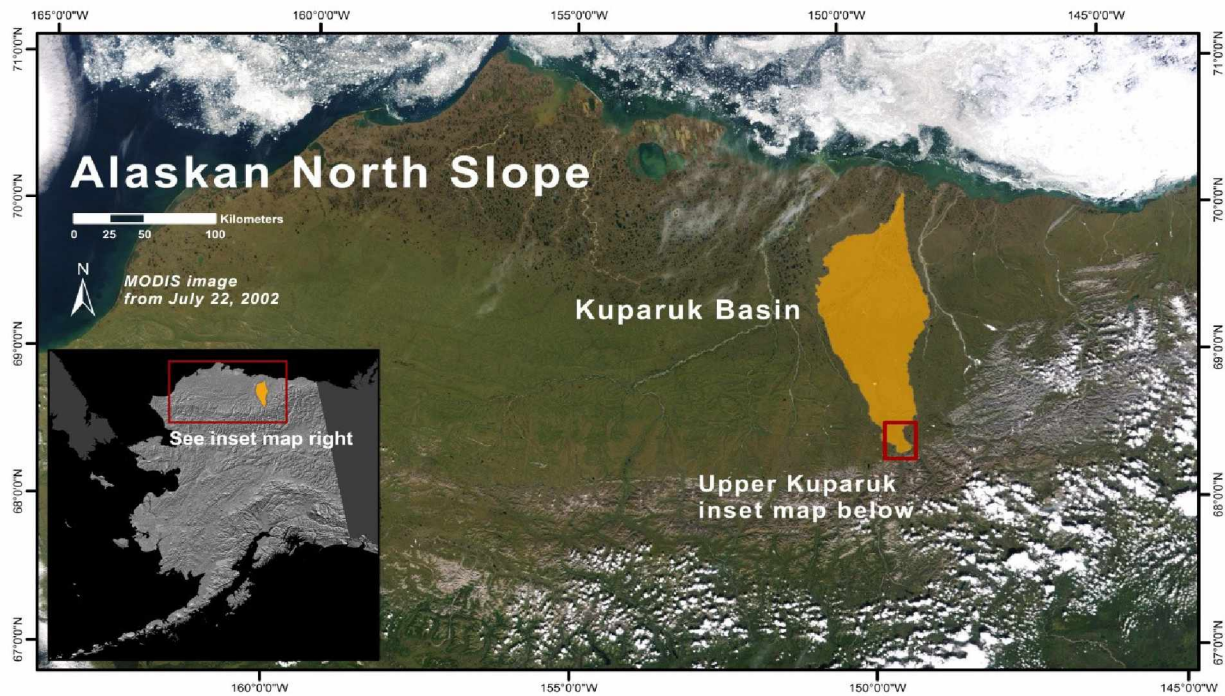 165°0'0"W 160°0'0"W 155°0'0"W 150°0'0"W 145°0'0"W
71°0'0"N
71°0'0"N
Alaskan North Slope
70°0'0"N
70°0'0"N
Kilometers
0 25 50 100
N
MODIS image
from July 22, 2002
Kuparuk Basin
69°0'0"N
69°0'0"N
See inset map right
Upper Kuparuk
inset map below
68°0'0"N
68°0'0"N
67°0'0"N
67°0'0"N
160°0'0"W 155°0'0"W 150°0'0"W 145°0'0"W